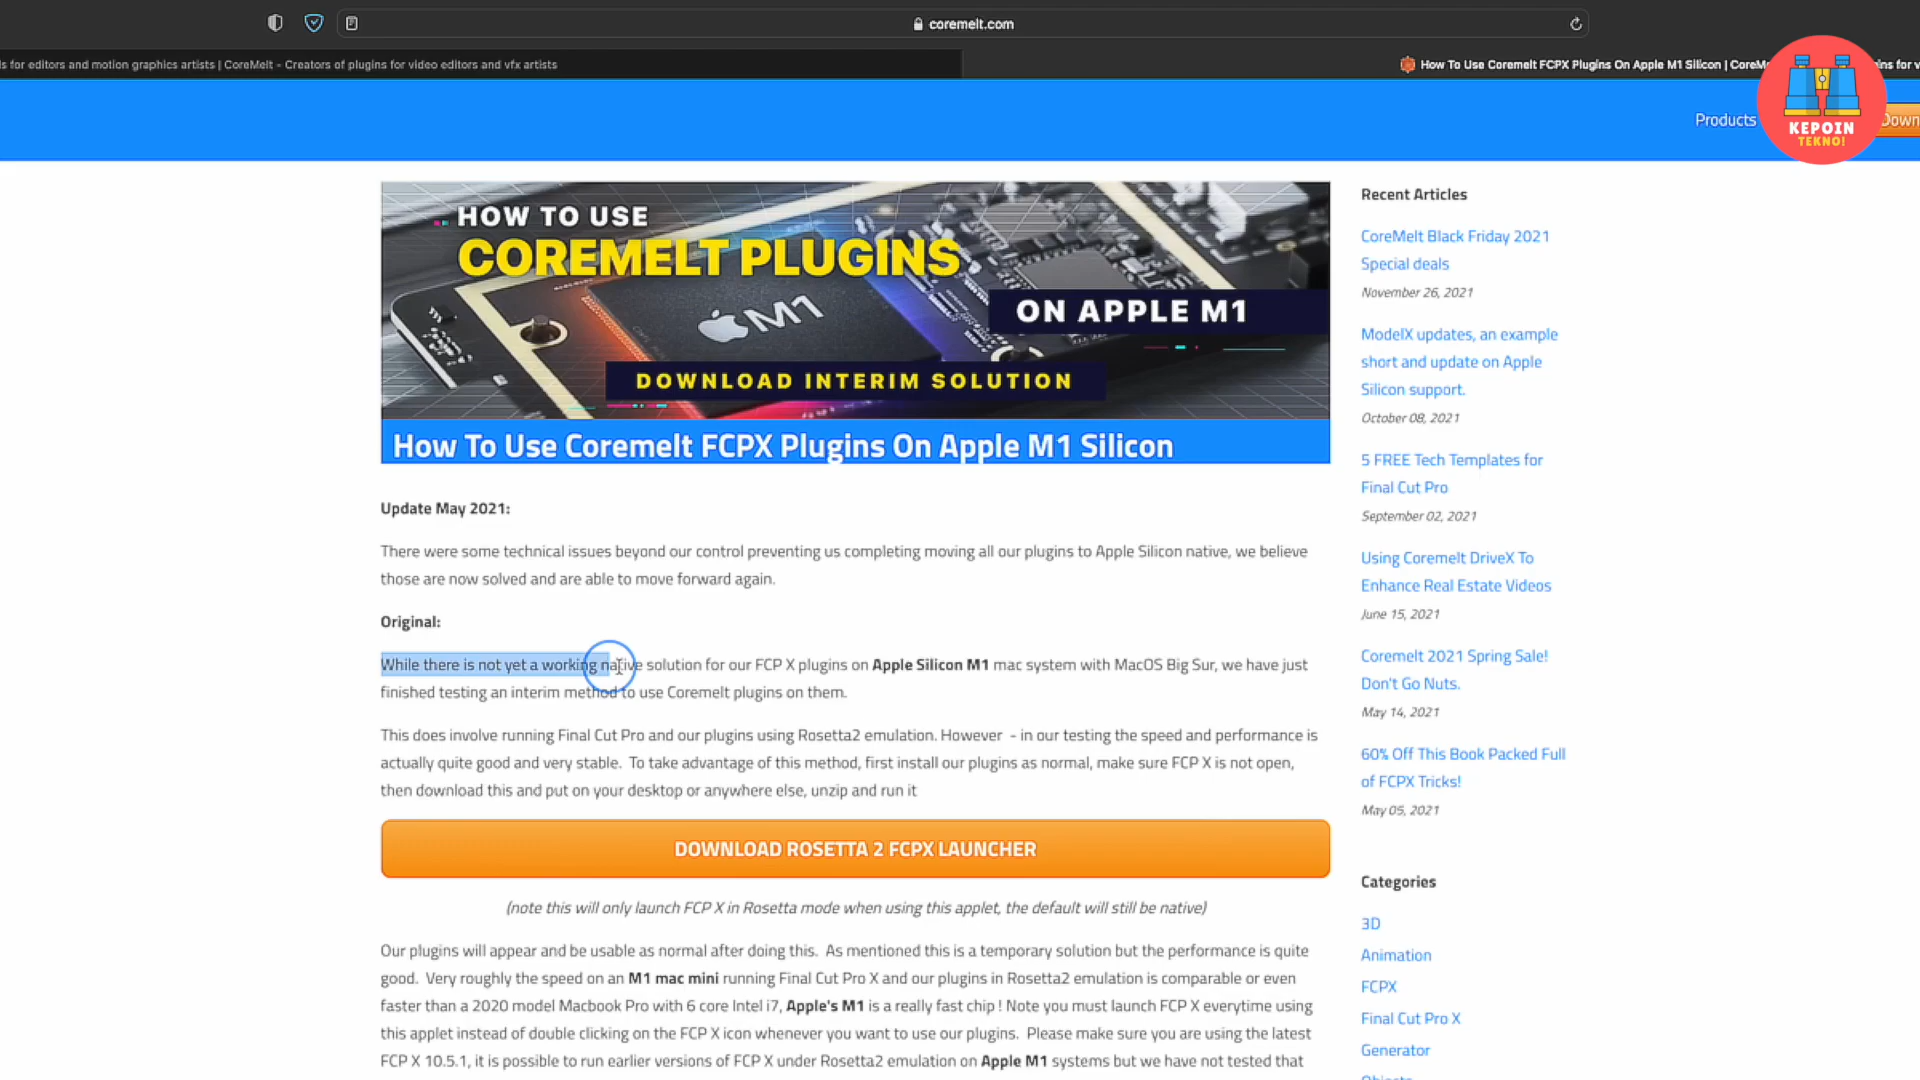 coremelt.com
ls for editors and motion graphics artists | CoreMelt - Creators of plugins for video editors and vfx artists
How To Use Coremelt FCPX Plugins On Apple M1 Silicon | CoreM
ins for v
Products
Down
KEPOIN
TEKNO!
HOW TO USE
COREMELT PLUGINS
M1
ON APPLE M1
DOWNLOAD INTERIM SOLUTION
How To Use Coremelt FCPX Plugins On Apple M1 Silicon
Update May 2021:
There were some technical issues beyond our control preventing us completing moving all our plugins to Apple Silicon native, we believe
those are now solved and are able to move forward again.
Original:
While there is not yet a working native solution for our FCP X plugins on Apple Silicon M1 mac system with MacOS Big Sur, we have just
finished testing an interim method to use Coremelt plugins on them.
This does involve running Final Cut Pro and our plugins using Rosetta2 emulation. However - in our testing the speed and performance is
actually quite good and very stable. To take advantage of this method, first install our plugins as normal, make sure FCP X is not open,
then download this and put on your desktop or anywhere else, unzip and run it
DOWNLOAD ROSETTA 2 FCPX LAUNCHER
(note this will only launch FCP X in Rosetta mode when using this applet, the default will still be native)
Our plugins will appear and be usable as normal after doing this. As mentioned this is a temporary solution but the performance is quite
good. Very roughly the speed on an M1 mac mini running Final Cut Pro X and our plugins in Rosetta2 emulation is comparable or even
faster than a 2020 model Macbook Pro with 6 core Intel i7, Apple's M1 is a really fast chip ! Note you must launch FCP X everytime using
this applet instead of double clicking on the FCP X icon whenever you want to use our plugins. Please make sure you are using the latest
FCP X 10.5.1, it is possible to run earlier versions of FCP X under Rosetta2 emulation on Apple M1 systems but we have not tested that
Recent Articles
CoreMelt Black Friday 2021
Special deals
November 26, 2021
ModelX updates, an example
short and update on Apple
Silicon support.
October 08, 2021
5 FREE Tech Templates for
Final Cut Pro
September 02, 2021
Using Coremelt DriveX To
Enhance Real Estate Videos
June 15, 2021
Coremelt 2021 Spring Sale!
Don't Go Nuts.
May 14, 2021
60% Off This Book Packed Full
of FCPX Tricks!
May 05, 2021
Categories
3D
Animation
FCPX
Final Cut Pro X
Generator